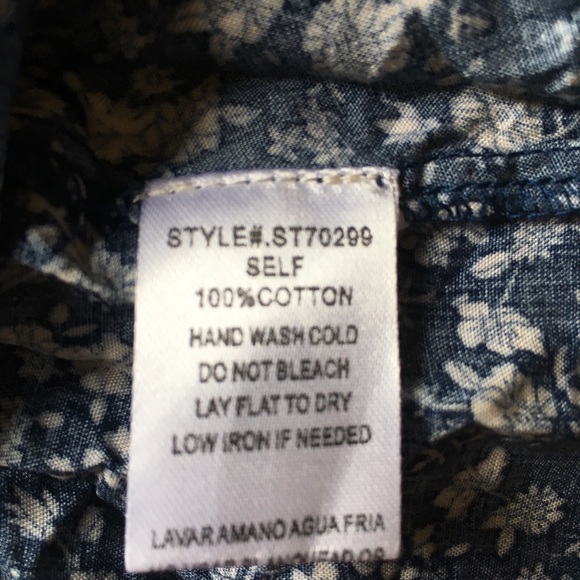 STYLE#.ST70299
SELF
100%COTTON
HAND WASH COLD
DO NOT BLEACH
LAY FLAT TO DRY
LOW IRON IF NEEDED
LAVAR AMANO AGUA FRIA